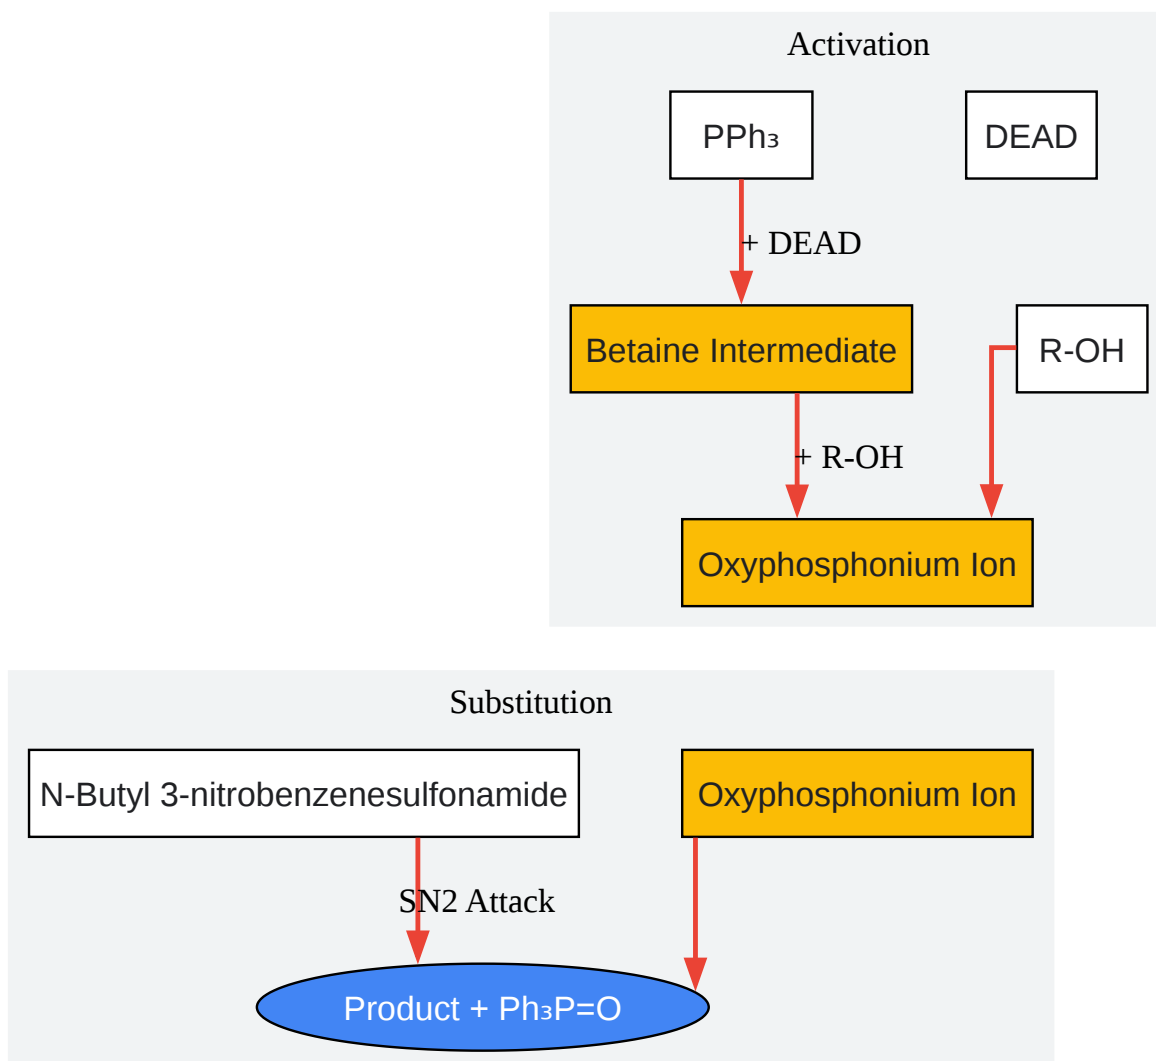 Activation
PPh₃
DEAD
+ DEAD
Betaine Intermediate
R-OH
+ R-OH
Oxyphosphonium Ion
Substitution
N-Butyl 3-nitrobenzenesulfonamide
Oxyphosphonium Ion
SN2 Attack
Product + Ph₃P=O